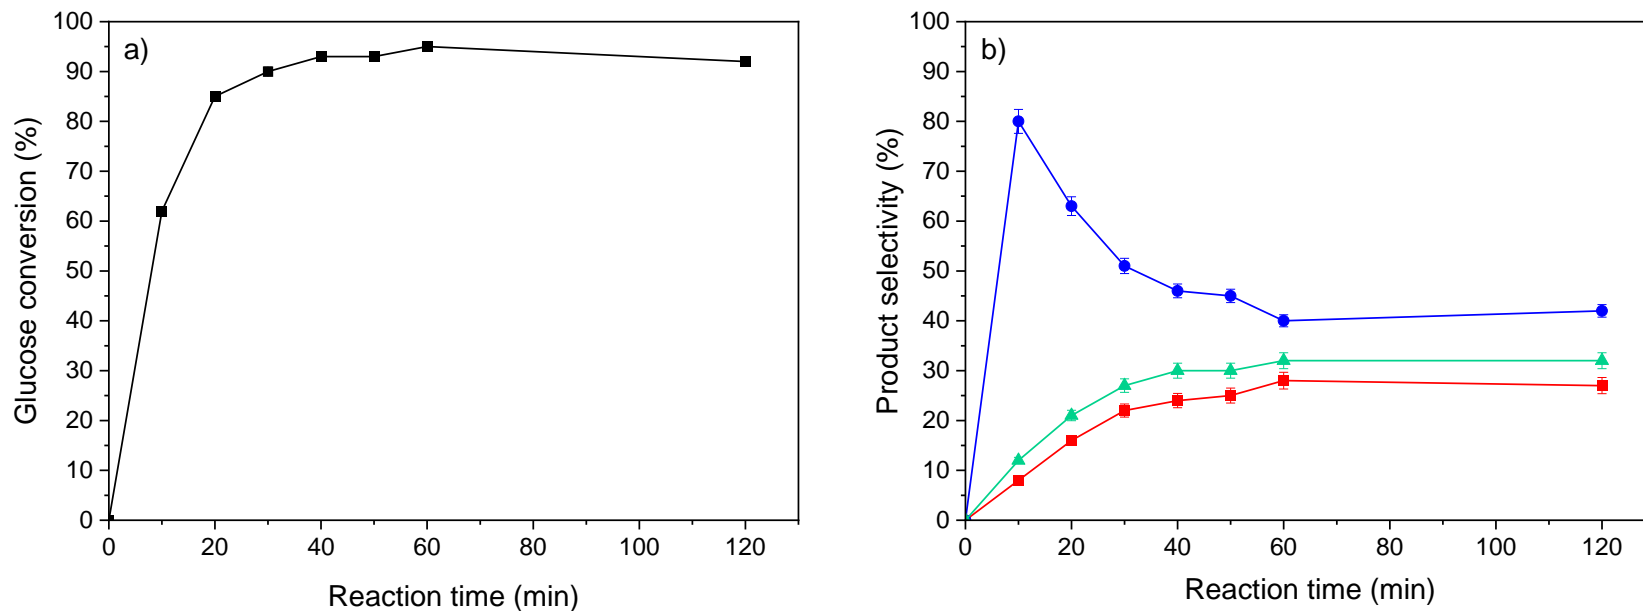 a)
100
90
80
70
60
50
40
30
20
10
0
Glucose conversion (%)
0 20 40 60 80 100 120
Reaction time (min)
b)
100
90
80
70
60
50
40
30
20
10
0
Product selectivity (%)
0 20 40 60 80 100 120
Reaction time (min)